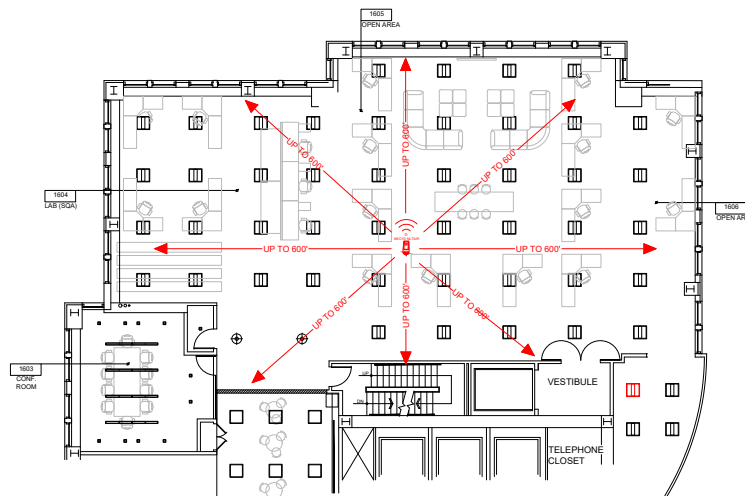 1605
OPEN AREA
UP TO 600'
UP TO 600'
UP TO 600'
1604
LAB (SQA)
1606
OPEN AR
UP TO 600'
UP TO 600'
UP TO 600'
UP TO 600'
UP TO 600'
1603
CONF.
ROOM
UP
DN
VESTIBULE
TELEPHONE
CLOSET